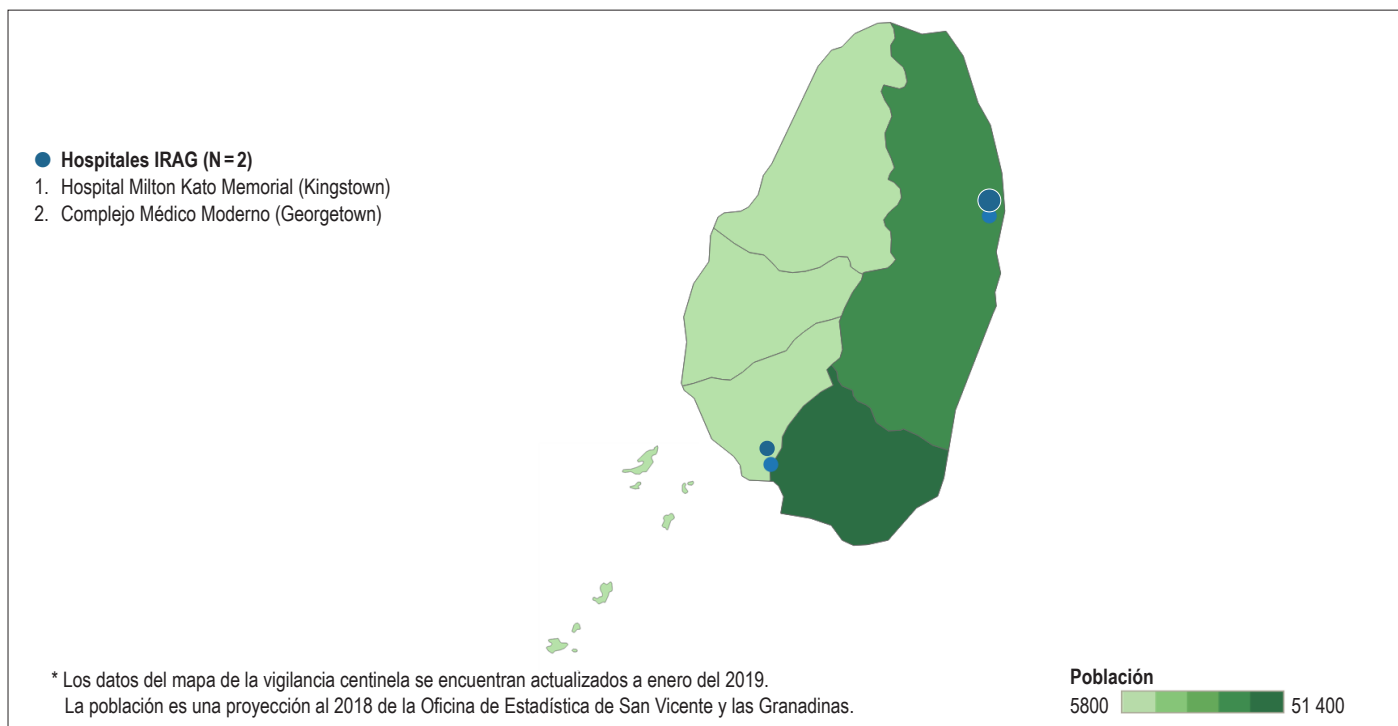 Hospitales IRAG (N=2)
1. Hospital Milton Kato Memorial (Kingstown)
2. Complejo Médico Moderno (Georgetown)
* Los datos del mapa de la vigilancia centinela se encuentran actualizados a enero del 2019.
La población es una proyección al 2018 de la Oficina de Estadística de San Vicente y las Granadinas.
Población
5800 51 400